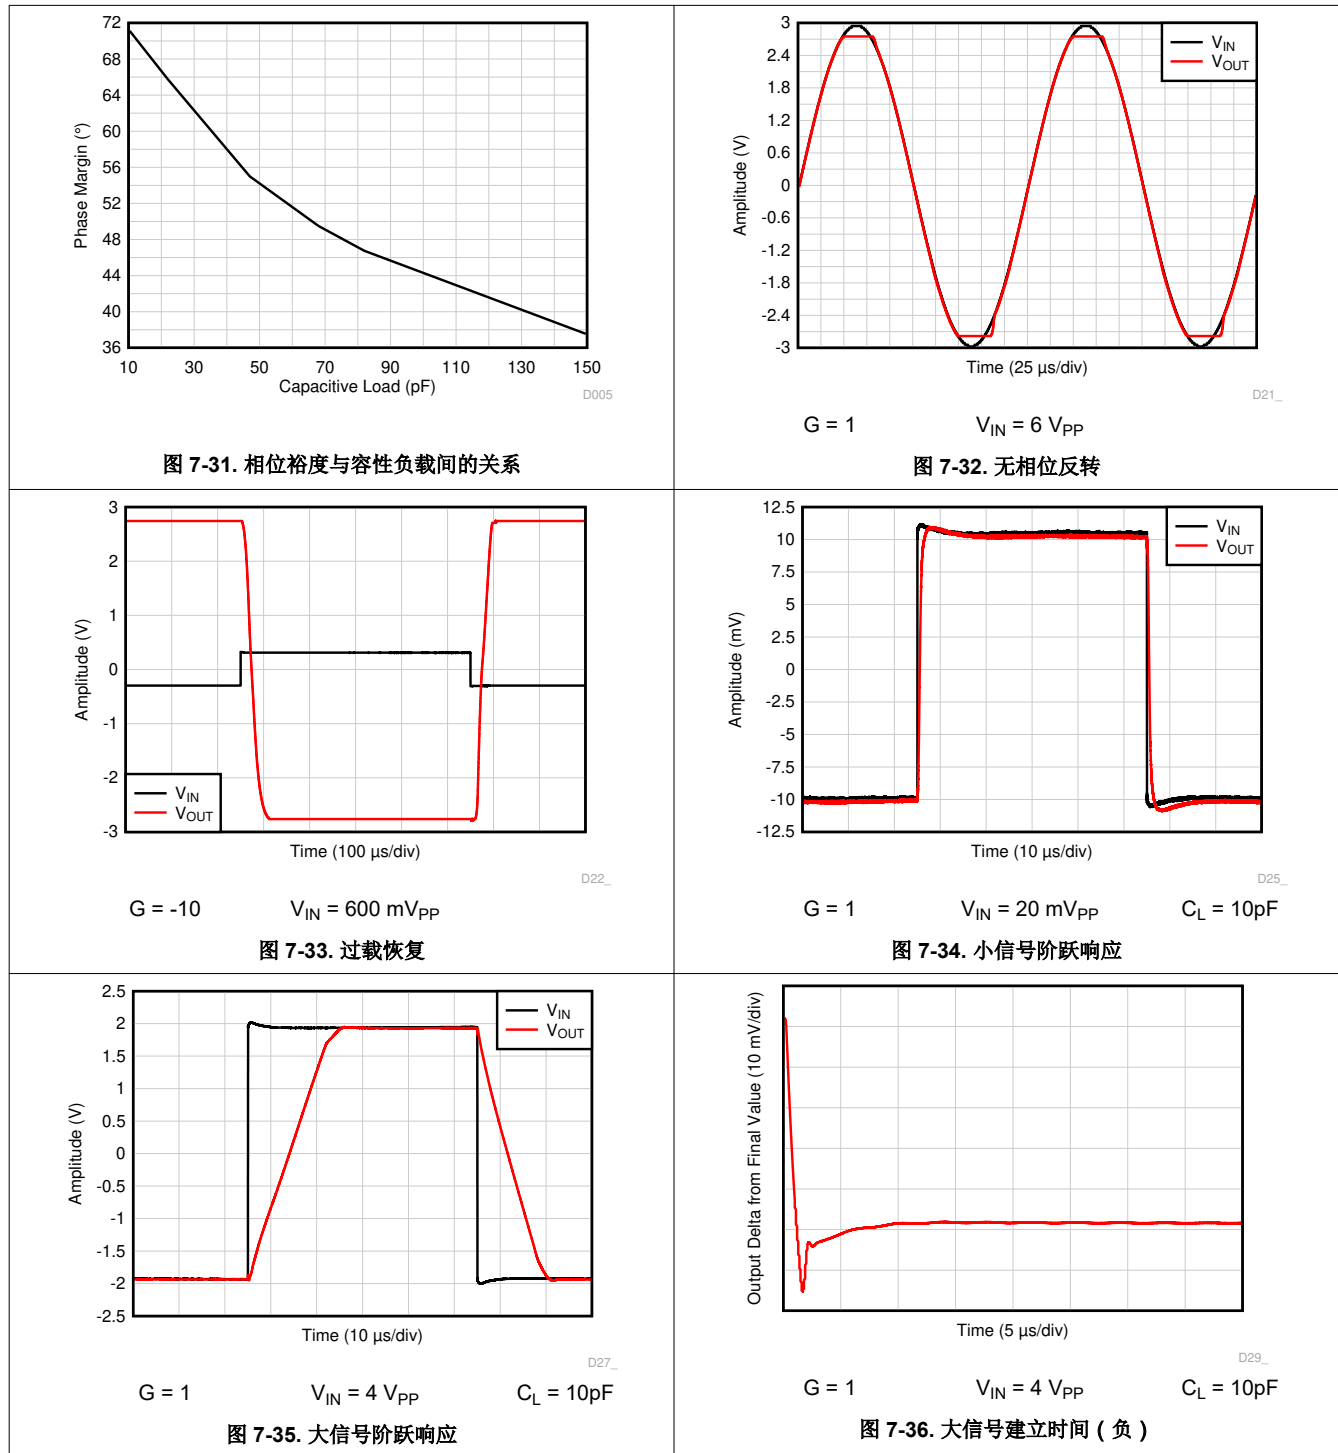 72
68
64
60
56
52
48
44
40
36
Phase Margin (°)
10 30 50 70 90 110 130 150
Capacitive Load (pF)
D005
图 7-31. 相位裕度与容性负载间的关系
3
2.4
1.8
1.2
0.6
0
-0.6
-1.2
-1.8
-2.4
-3
Amplitude (V)
VIN
VOUT
Time (25 µs/div)
D21_
G = 1 VIN = 6 VPP
图 7-32. 无相位反转
3
2
1
0
-1
-2
-3
Amplitude (V)
VIN
VOUT
Time (100 µs/div)
D22_
G = -10 VIN = 600 mVPP
图 7-33. 过载恢复
12.5
10
7.5
5
2.5
0
-2.5
-5
-7.5
-10
-12.5
Amplitude (mV)
VIN
VOUT
Time (10 µs/div)
D25_
G = 1 VIN = 20 mVPP CL = 10pF
图 7-34. 小信号阶跃响应
2.5
2
1.5
1
0.5
0
-0.5
-1
-1.5
-2
-2.5
Amplitude (V)
VIN
VOUT
Time (10 µs/div)
D27_
G = 1 VIN = 4 VPP CL = 10pF
图 7-35. 大信号阶跃响应
Output Delta from Final Value (10 mV/div)
Time (5 µs/div)
D29_
G = 1 VIN = 4 VPP CL = 10pF
图 7-36. 大信号建立时间（负）